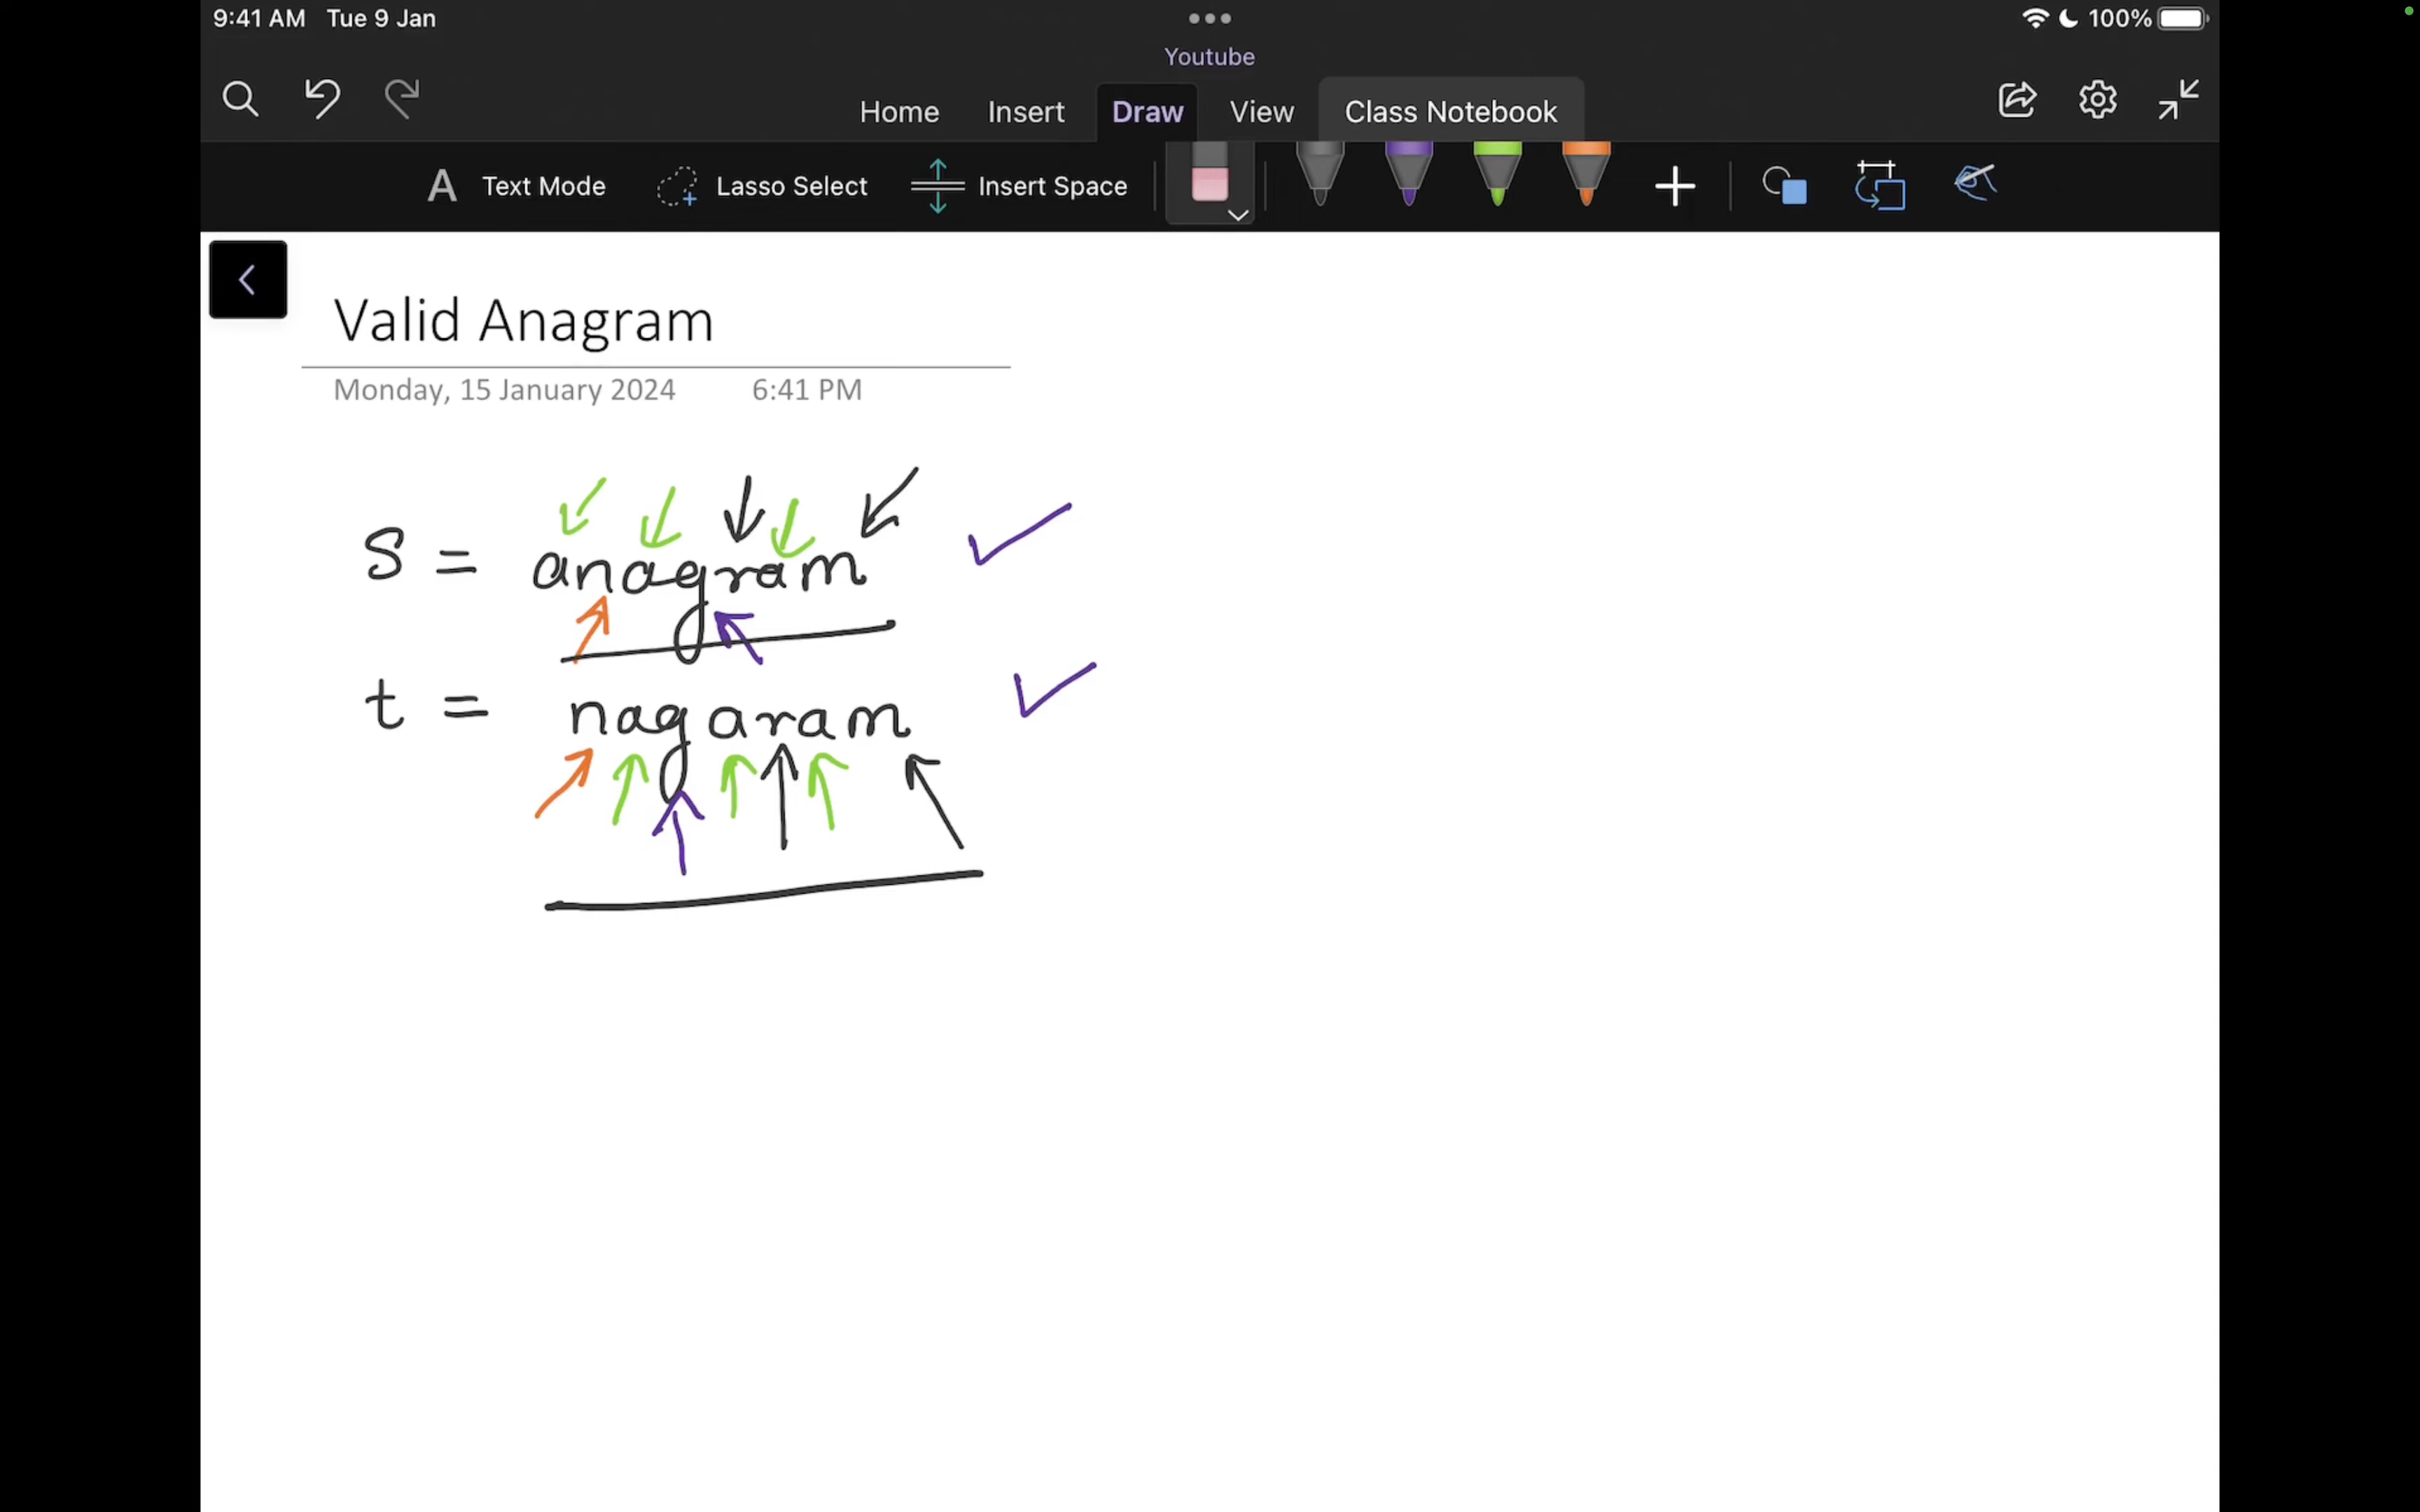 9:41 AM Tue 9 Jan 100%
Youtube
Home Insert Draw View Class Notebook
A Text Mode Lasso Select Insert Space
Valid Anagram
Monday, 15 January 2024 6:41 PM
S = anagram
t = nagaram